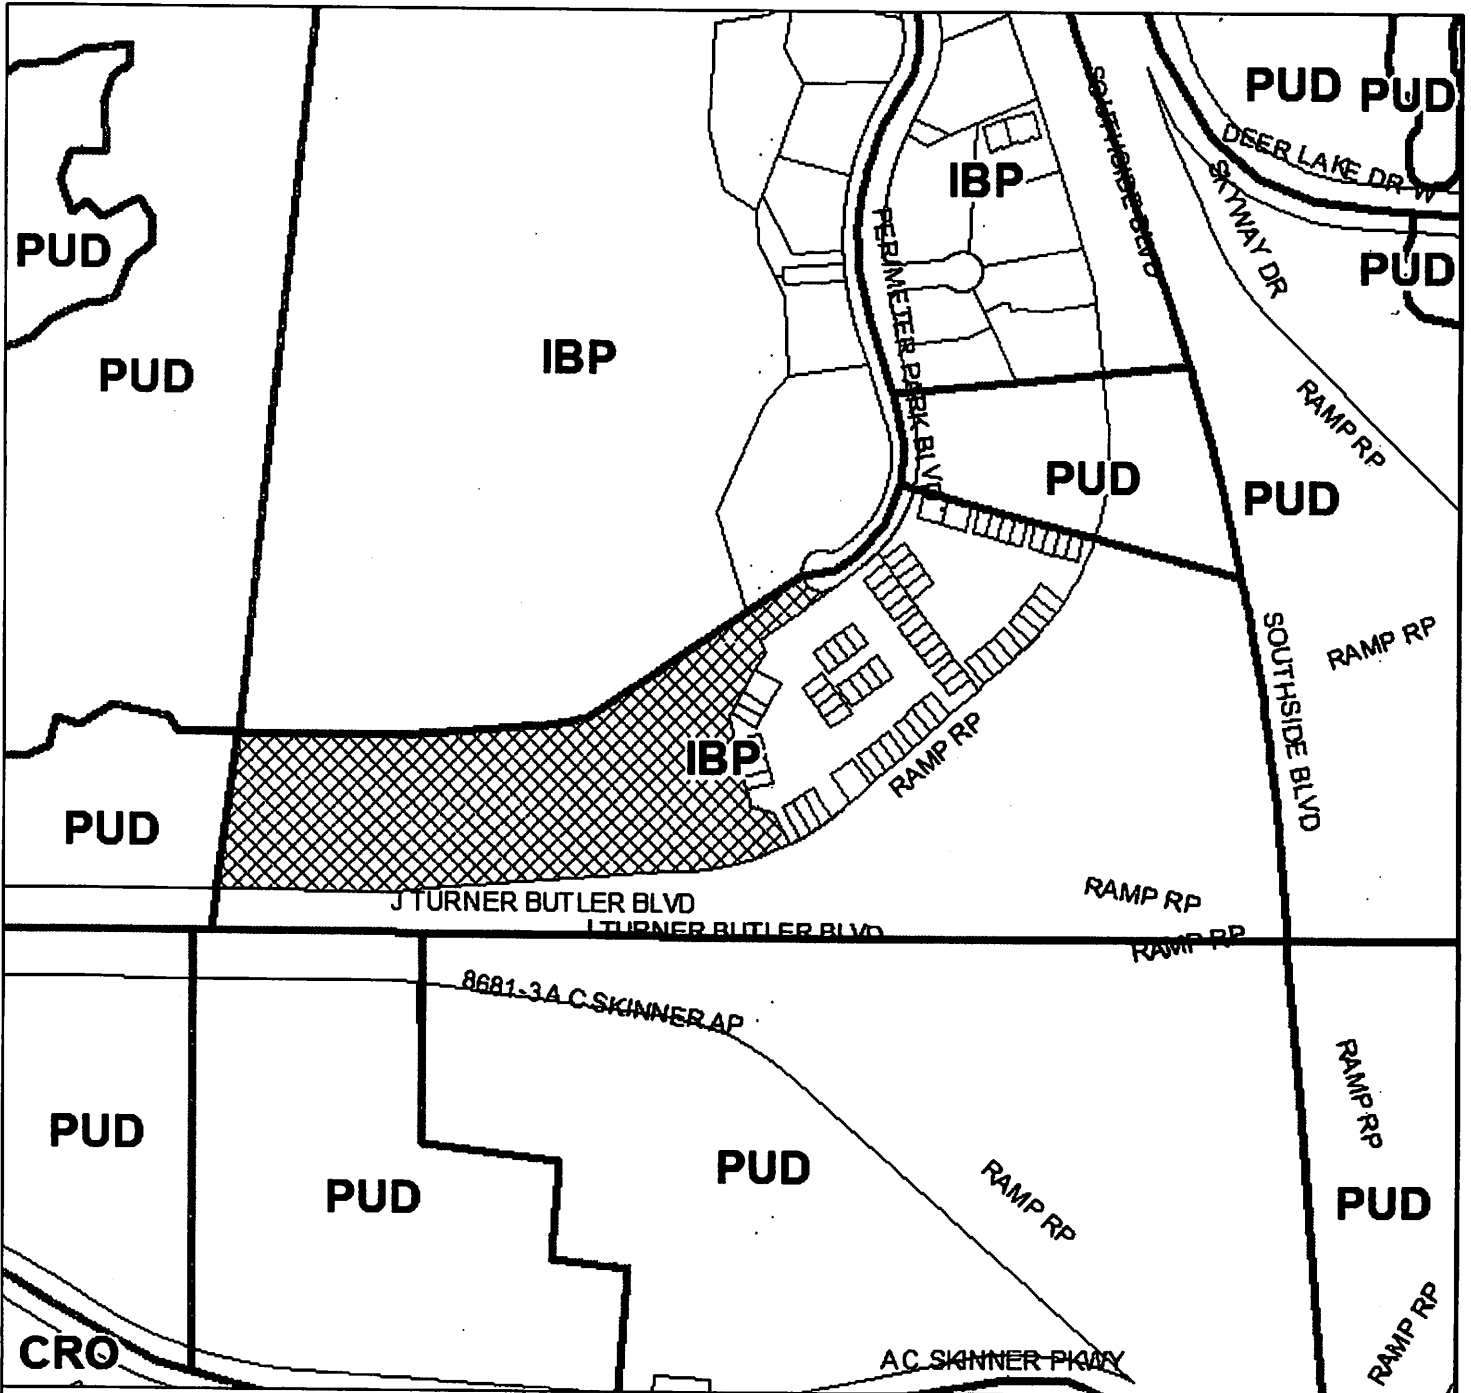 PUD PUD
DEER LAKE DR W
SOUTHSIDE BLVD
SKYWAY DR
IBP
PERIMETER PARK BLVD
PUD
PUD
PUD
IBP
RAMP RP
PUD
PUD
RAMP RP
SOUTHSIDE BLVD
IBP
RAMP RP
PUD
J TURNER BUTLER BLVD
RAMP RP
J TURNER BUTLER BLVD
RAMP RP
8681-3 A C SKINNER AP
RAMP RP
PUD
PUD
PUD
RAMP RP
PUD
RAMP RP
CRO
A C SKINNER PKWY